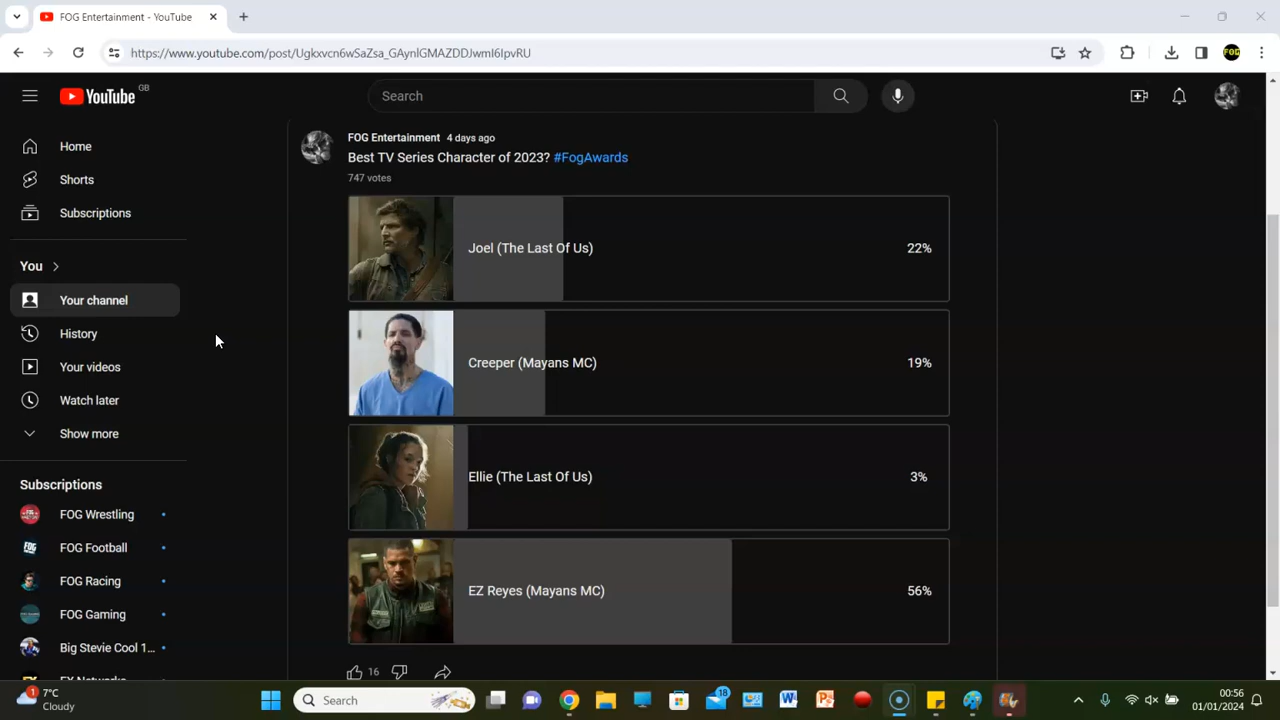 FOG Entertainment - YouTube
https://www.youtube.com/post/Ugkxvcn6wSaZsa_GAynlGMAZDDJwmI6IpvRU
FOG
YouTube GB
Search
Home
Shorts
Subscriptions
You
Your channel
History
Your videos
Watch later
Show more
Subscriptions
FOG Wrestling
FOG Football
FOG Racing
FOG Gaming
Big Stevie Cool 1...
FOG Entertainment 4 days ago
Best TV Series Character of 2023? #FogAwards
747 votes
Joel (The Last Of Us) 22%
Creeper (Mayans MC) 19%
Ellie (The Last Of Us) 3%
EZ Reyes (Mayans MC) 56%
16
1
7°C
Cloudy
Search
18
00:56
01/01/2024